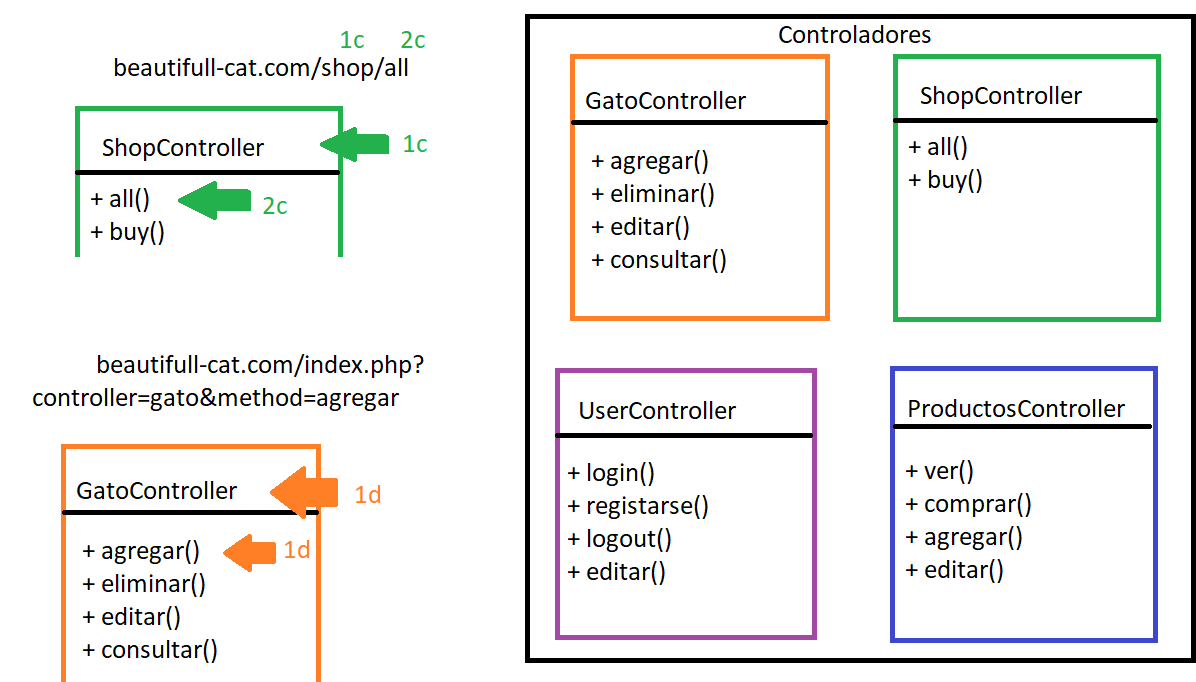 1c 2c
beautifull-cat.com/shop/all
ShopController
1c
+ all()
2c
+ buy()
beautifull-cat.com/index.php?
controller=gato&method=agregar
GatoController
1d
+ agregar()
1d
+ eliminar()
+ editar()
+ consultar()
Controladores
GatoController
+ agregar()
+ eliminar()
+ editar()
+ consultar()
ShopController
+ all()
+ buy()
UserController
+ login()
+ registarse()
+ logout()
+ editar()
ProductosController
+ ver()
+ comprar()
+ agregar()
+ editar()